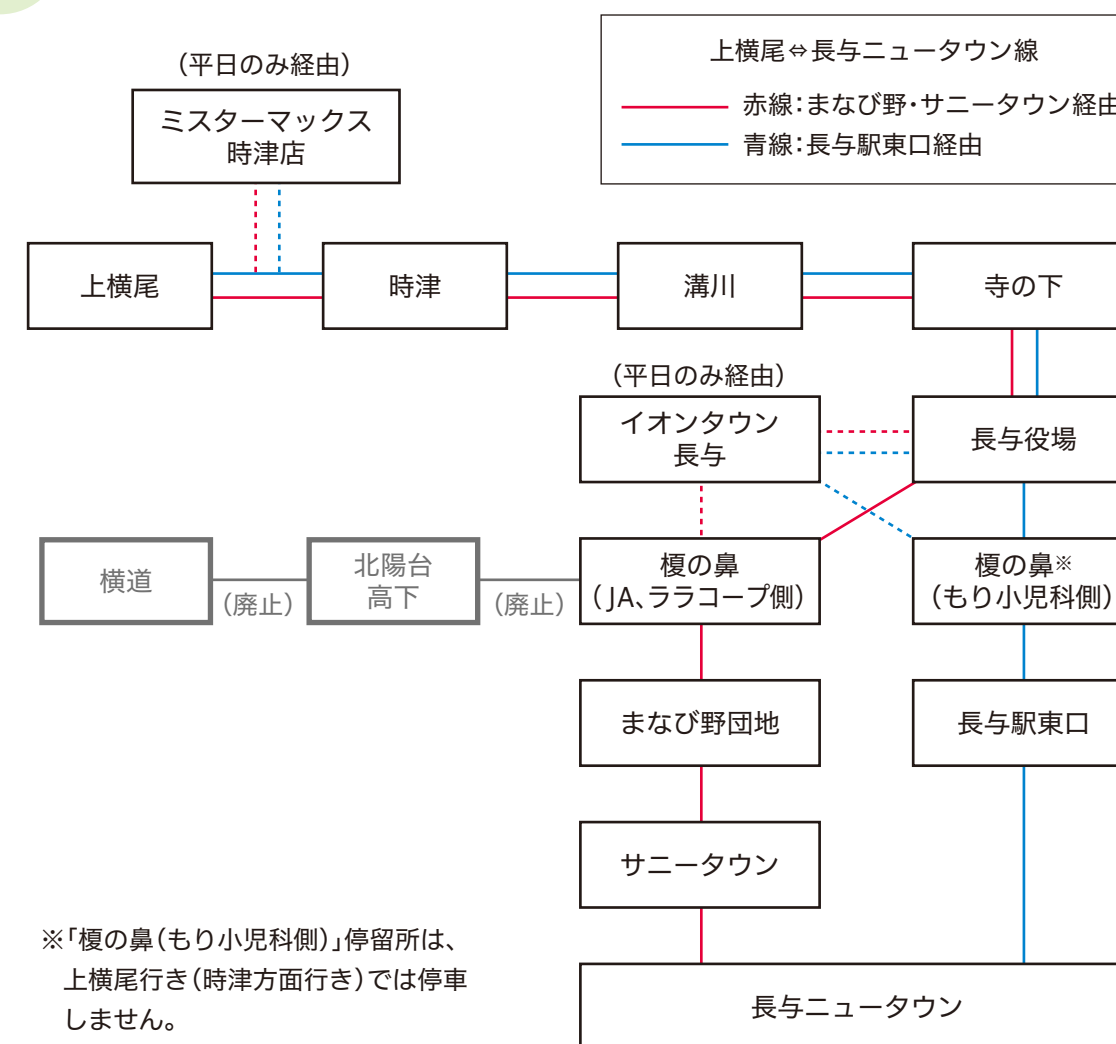 上横尾⇔長与ニュータウン線
赤線：まなび野・サニータウン経由
青線：長与駅東口経由
（平日のみ経由）
ミスターマックス
時津店
上横尾
時津
溝川
寺の下
（平日のみ経由）
イオンタウン
長与
長与役場
横道
（廃止）
北陽台
高下
（廃止）
榎の鼻
（JA、ララコープ側）
榎の鼻※
（もり小児科側）
まなび野団地
長与駅東口
サニータウン
※「榎の鼻（もり小児科側）」停留所は、
上横尾行き（時津方面行き）では停車
しません。
長与ニュータウン